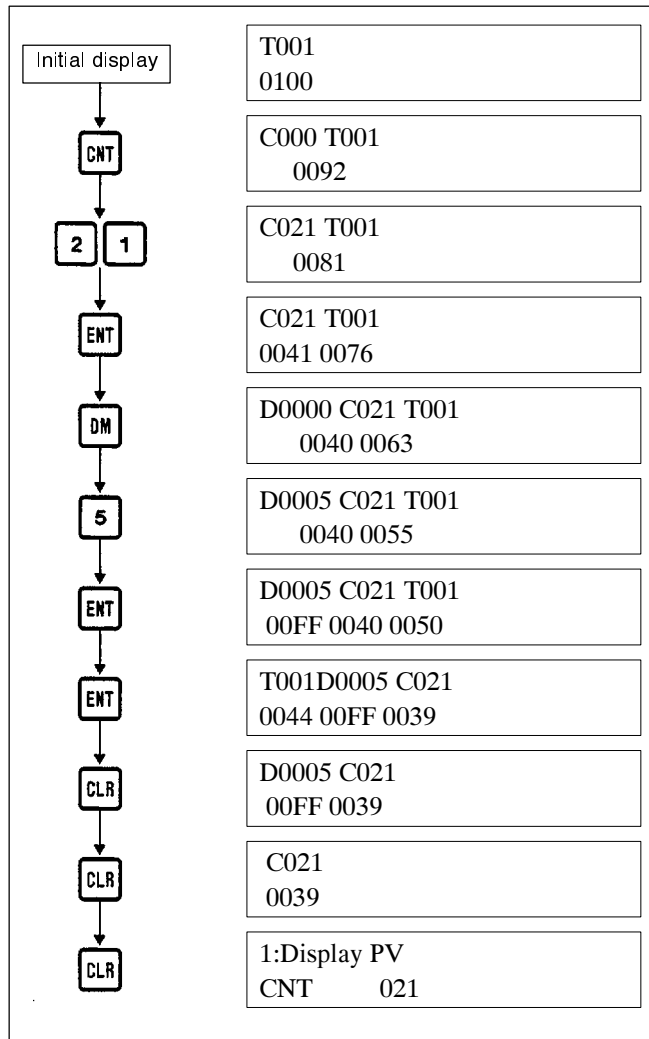 Initial display
T001
0100
CNT
C000 T001
0092
2 1
C021 T001
0081
ENT
C021 T001
0041 0076
DM
D0000 C021 T001
0040 0063
5
D0005 C021 T001
0040 0055
ENT
D0005 C021 T001
00FF 0040 0050
ENT
T001D0005 C021
0044 00FF 0039
CLR
D0005 C021
00FF 0039
CLR
C021
0039
CLR
1:Display PV
CNT 021